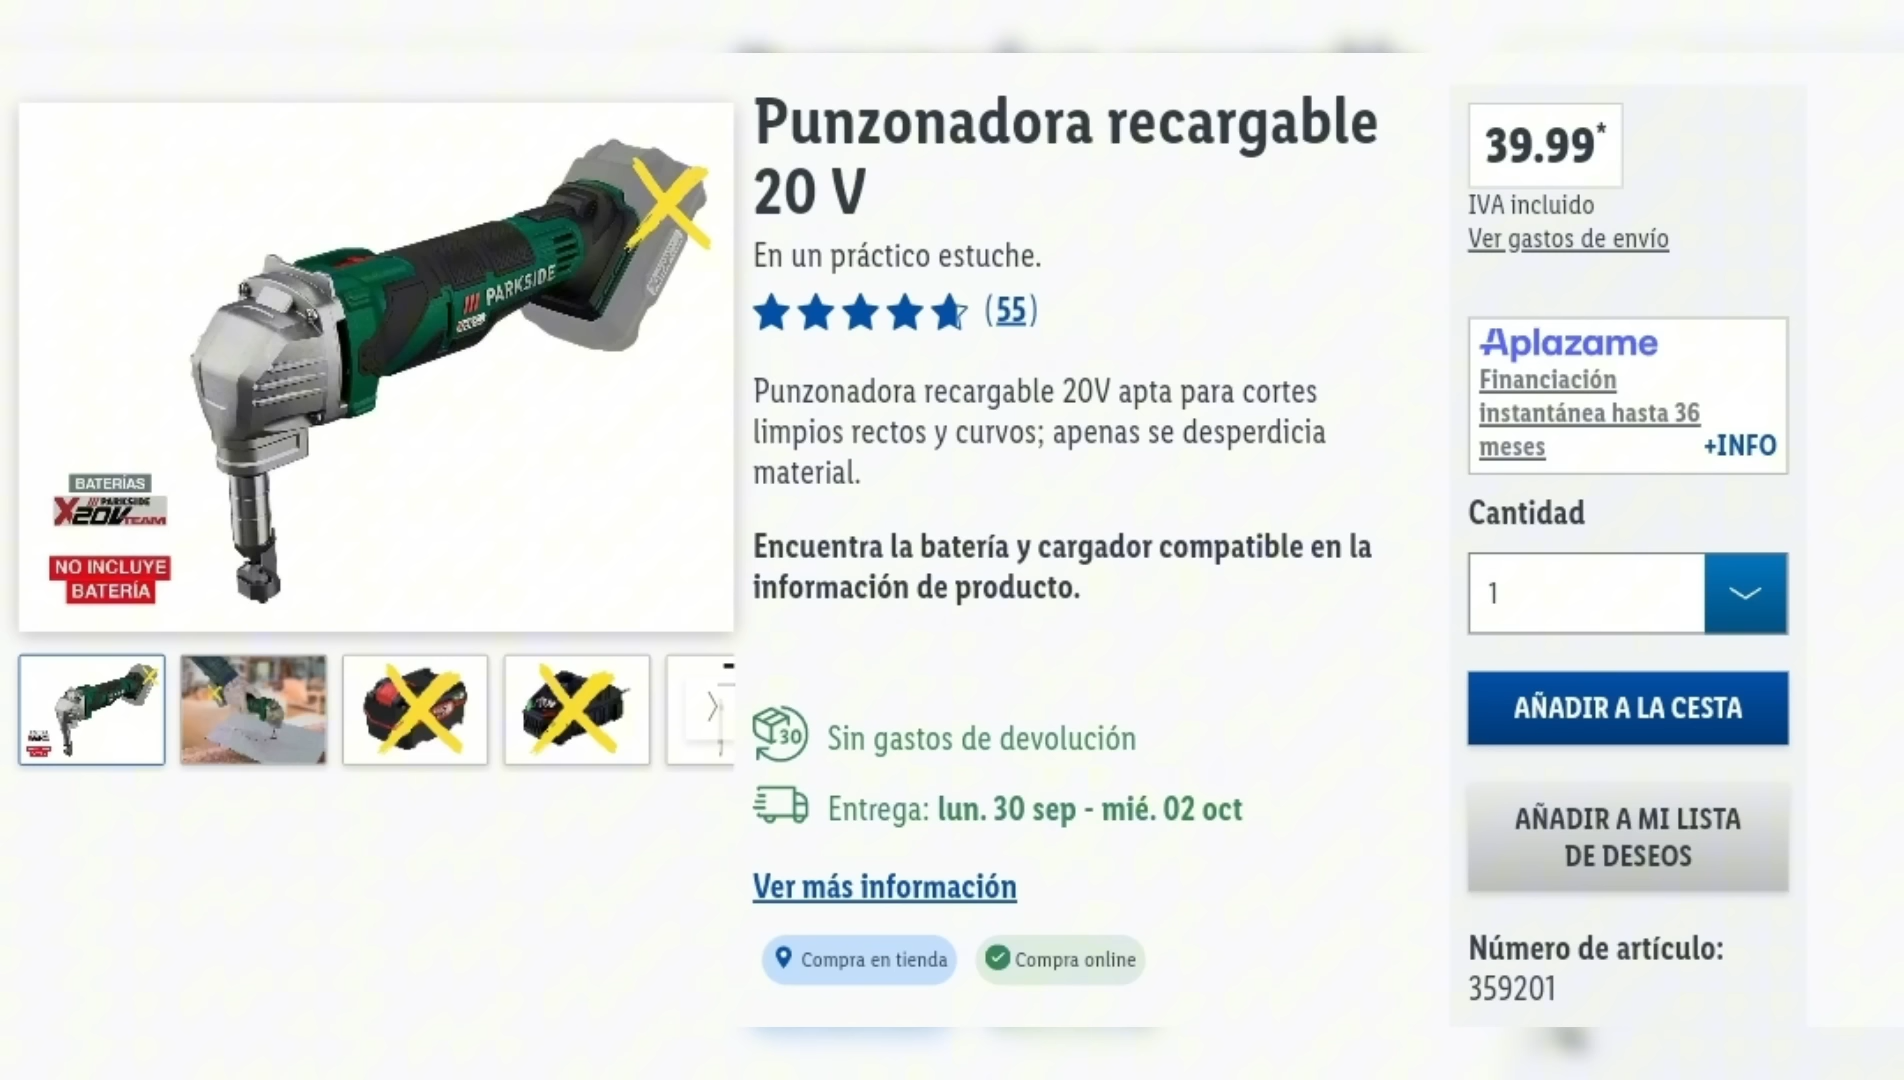 PARKSIDE
BATERÍAS
PARKSIDE
X20VTEAM
NO INCLUYE
BATERÍA
Punzonadora recargable
20 V
En un práctico estuche.
(55)
Punzonadora recargable 20V apta para cortes
limpios rectos y curvos; apenas se desperdicia
material.
Encuentra la batería y cargador compatible en la
información de producto.
30
Sin gastos de devolución
Entrega: lun. 30 sep - mié. 02 oct
Ver más información
Compra en tienda
Compra online
39.99*
IVA incluido
Ver gastos de envío
Aplazame
Financiación
instantánea hasta 36
meses
+INFO
Cantidad
1
AÑADIR A LA CESTA
AÑADIR A MI LISTA
DE DESEOS
Número de artículo:
359201